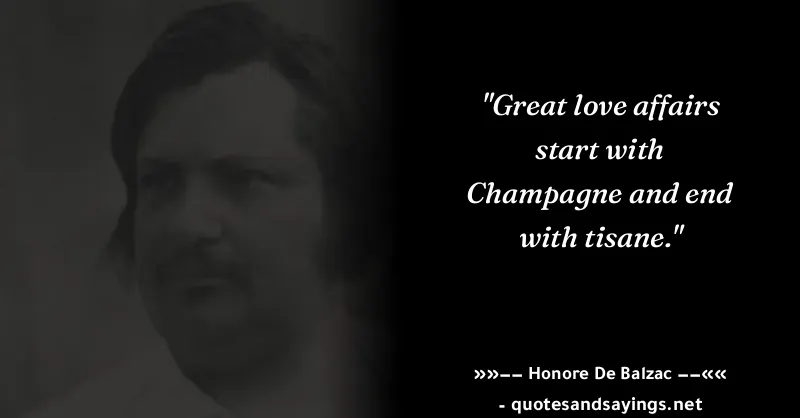 "Great love affairs
start with
Champagne and end
with tisane."
»»−− Honore De Balzac −−««
- quotesandsayings.net